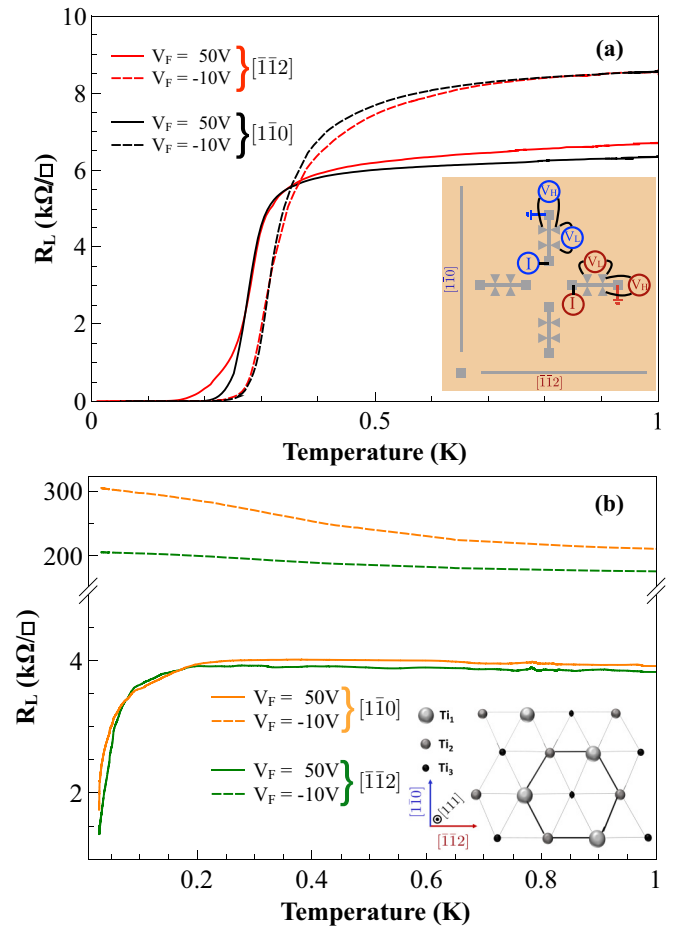 (a)
V_F = 50V
V_F = -10V
} [1̄1̄2]
V_F = 50V
V_F = -10V
} [11̄0]
10
8
6
4
2
0
R_L (kΩ/□)
0
0.5
1
Temperature (K)
V_H
V_L
I
V_L
V_H
I
[11̄0]
[1̄1̄2]
(b)
300
200
4
2
R_L (kΩ/□)
V_F = 50V
V_F = -10V
} [11̄0]
V_F = 50V
V_F = -10V
} [1̄1̄2]
Ti₁
Ti₂
Ti₃
[11̄0]
[111]
[1̄1̄2]
0.2
0.4
0.6
0.8
1
Temperature (K)